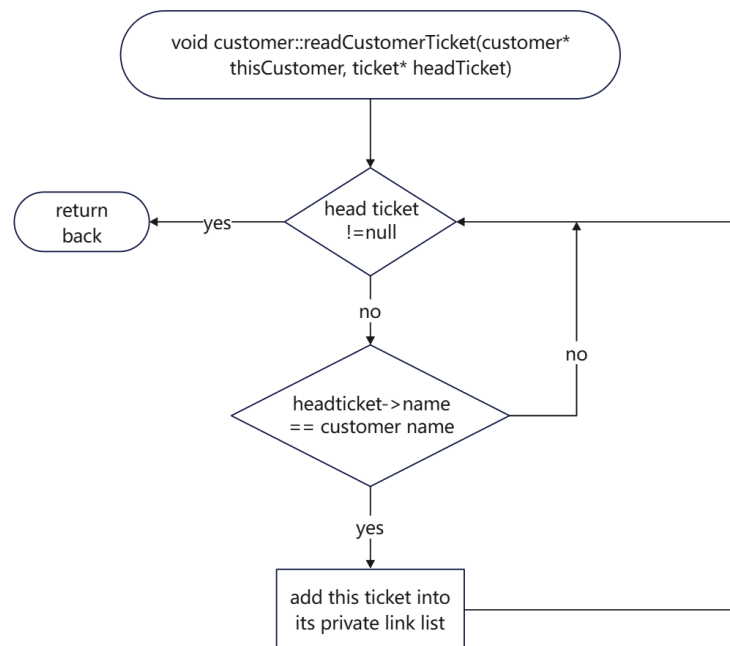 void customer::readCustomerTicket(customer*
thisCustomer, ticket* headTicket)
head ticket
!=null
yes
return
back
no
headticket->name
== customer name
no
yes
add this ticket into
its private link list